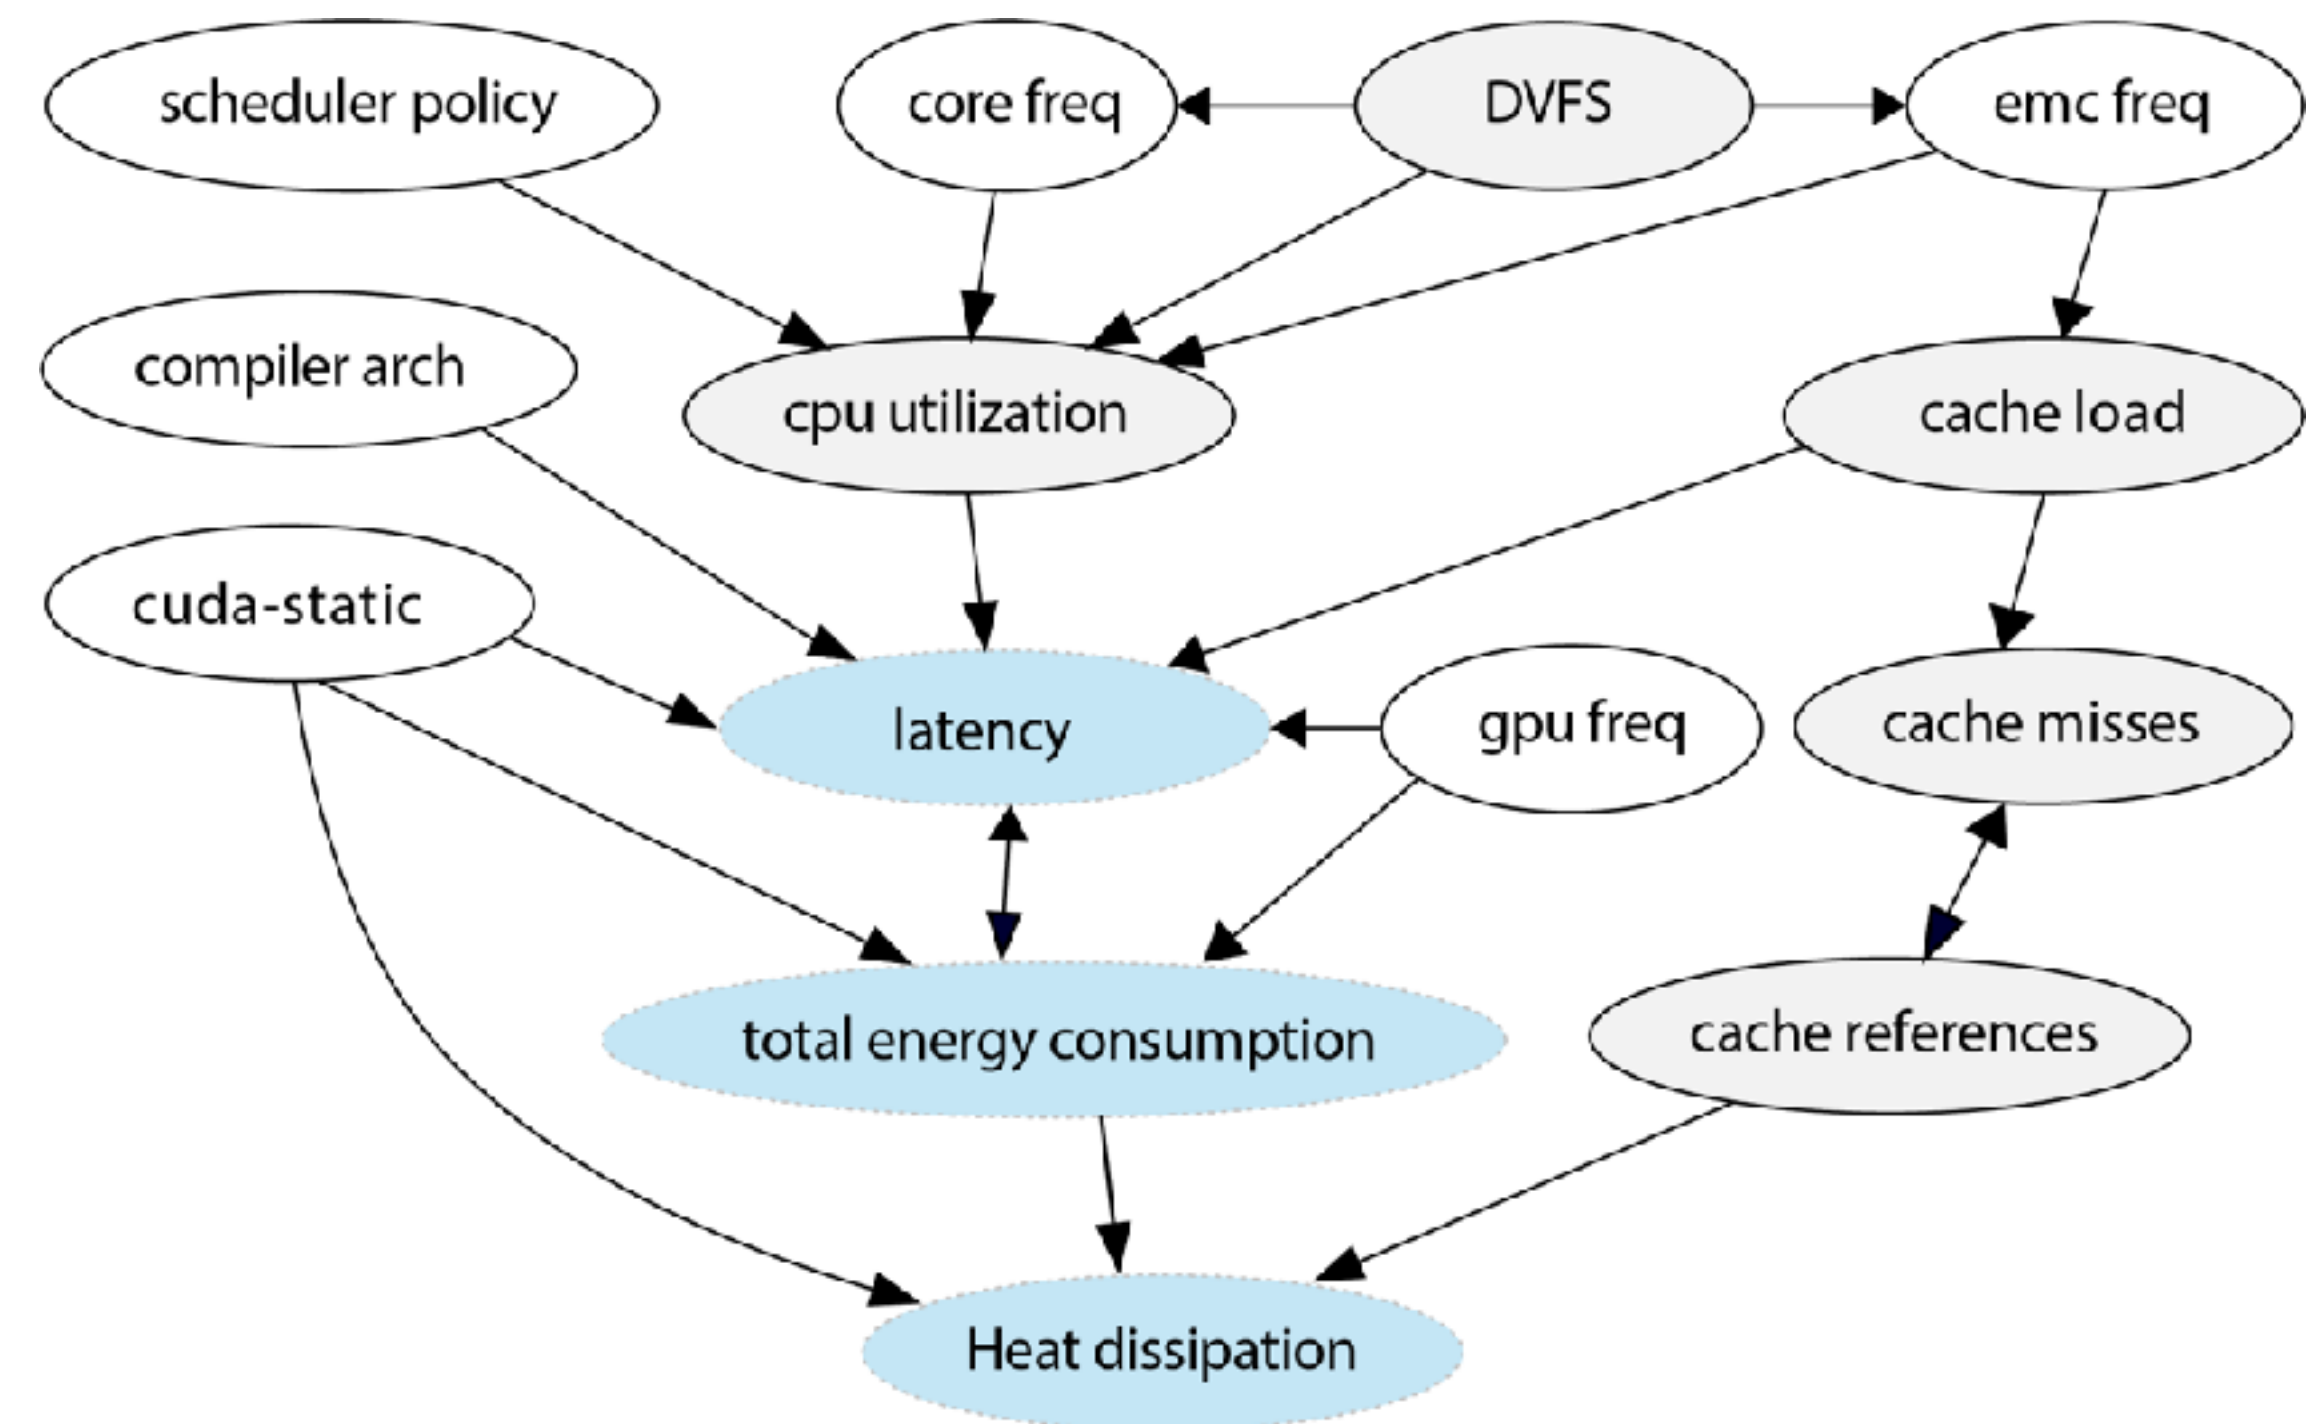 scheduler policy
core freq
DVFS
emc freq
compiler arch
cpu utilization
cache load
cuda-static
latency
gpu freq
cache misses
total energy consumption
cache references
Heat dissipation